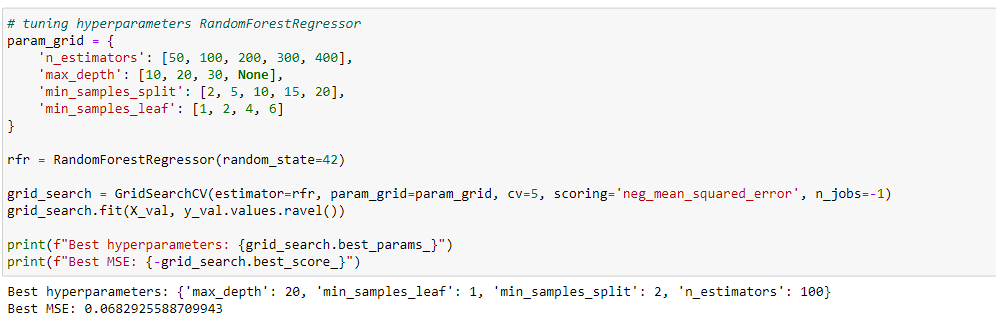 # tuning hyperparameters RandomForestRegressor
param_grid = {
    'n_estimators': [50, 100, 200, 300, 400],
    'max_depth': [10, 20, 30, None],
    'min_samples_split': [2, 5, 10, 15, 20],
    'min_samples_leaf': [1, 2, 4, 6]
}
rfr = RandomForestRegressor(random_state=42)
grid_search = GridSearchCV(estimator=rfr, param_grid=param_grid, cv=5, scoring='neg_mean_squared_error', n_jobs=-1)
grid_search.fit(X_val, y_val.values.ravel())
print(f"Best hyperparameters: {grid_search.best_params_}")
print(f"Best MSE: {-grid_search.best_score_}")
Best hyperparameters: {'max_depth': 20, 'min_samples_leaf': 1, 'min_samples_split': 2, 'n_estimators': 100}
Best MSE: 0.0682925588709943